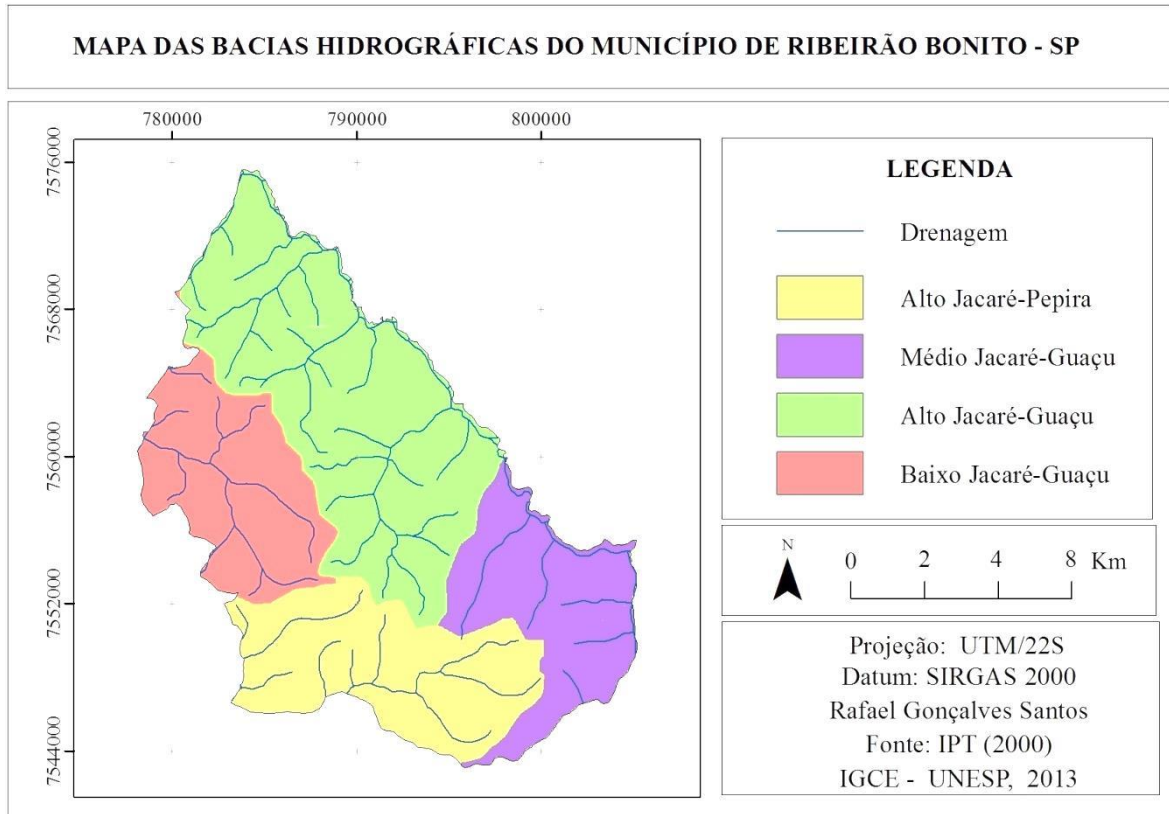 MAPA DAS BACIAS HIDROGRÁFICAS DO MUNICÍPIO DE RIBEIRÃO BONITO - SP
780000
790000
800000
7576000
7568000
7560000
7552000
7544000
LEGENDA
Drenagem
Alto Jacaré-Pepira
Médio Jacaré-Guaçu
Alto Jacaré-Guaçu
Baixo Jacaré-Guaçu
N
0 2 4 8 Km
Projeção: UTM/22S
Datum: SIRGAS 2000
Rafael Gonçalves Santos
Fonte: IPT (2000)
IGCE - UNESP, 2013